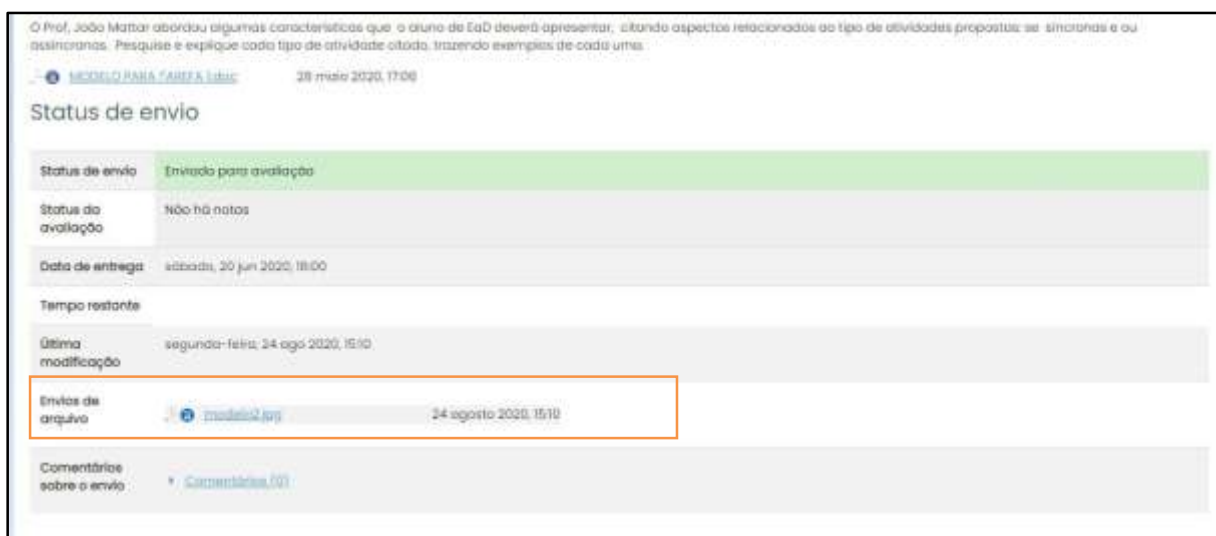 O Prof. João Mattar abordou algumas características que o aluno de EaD deverá apresentar, citando aspectos relacionados ao tipo de atividades propostas: se síncronas e ou
assíncronas. Pesquise e explique cada tipo de atividade citada, trazendo exemplos de cada uma.
MODELO PARA TAREFA 1.doc 28 maio 2020, 17:06
Status de envio
Status de envio Enviado para avaliação
Status da
avaliação Não há notas
Data de entrega sábado, 20 jun 2020, 18:00
Tempo restante
Última
modificação segunda-feira, 24 ago 2020, 15:10
Envios de
arquivo modelo2.jpg 24 agosto 2020, 15:10
Comentários
sobre o envio Comentários (0)